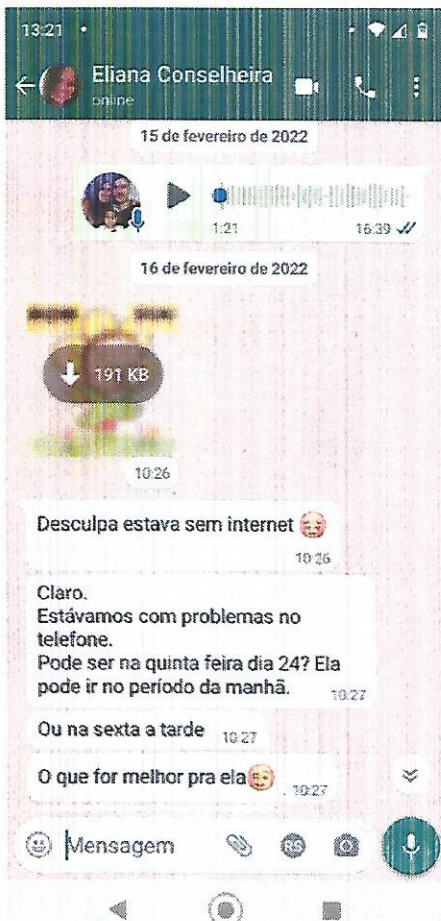 13:21
Eliana Conselheira
online
15 de fevereiro de 2022
1:21 16:39
16 de fevereiro de 2022
191 KB
10:26
Desculpa estava sem internet
10:26
Claro.
Estávamos com problemas no
telefone.
Pode ser na quinta feira dia 24? Ela
pode ir no período da manhã. 10:27
Ou na sexta a tarde 10:27
O que for melhor pra ela 10:27
Mensagem